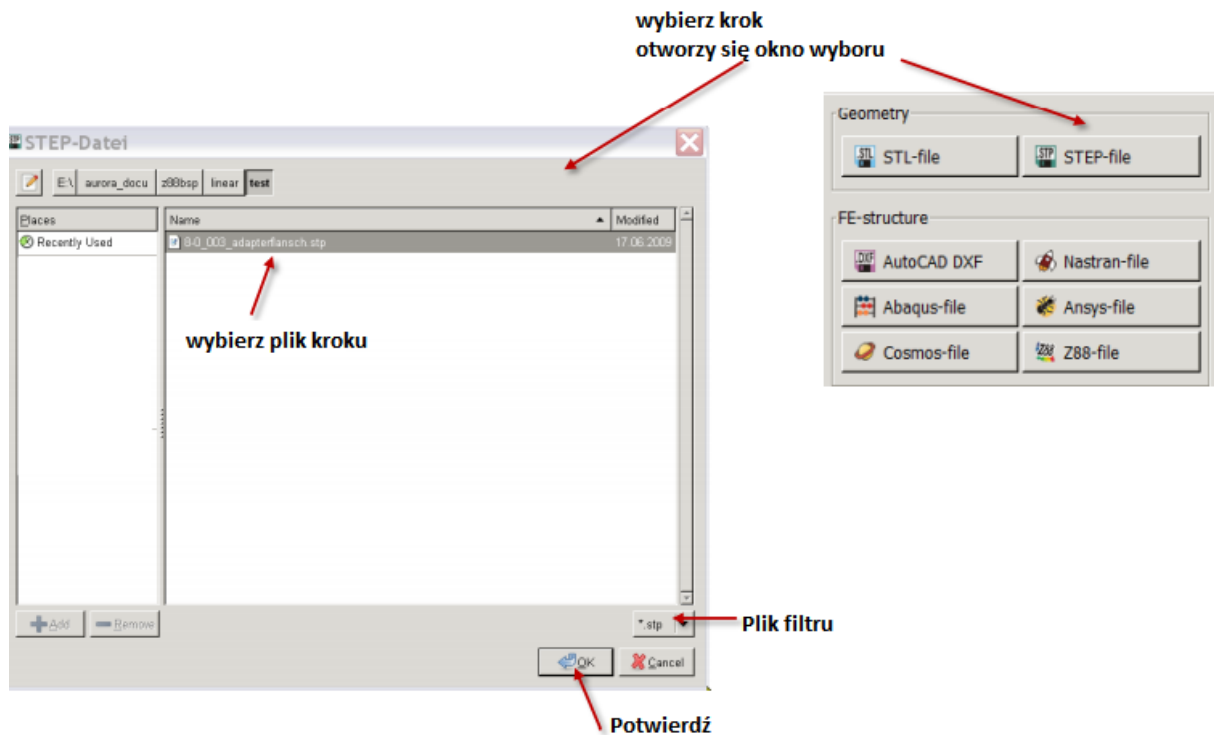 wybierz krok
otworzy się okno wyboru
Geometry
STL-file STEP-file
FE-structure
AutoCAD DXF Nastran-file
Abaqus-file Ansys-file
Cosmos-file Z88-file
STEP-Datei
E:\ aurora_docu z88bsp linear test
Places Name Modified
Recently Used 8-0_003_adapterflansch.stp 17.06.2009
wybierz plik kroku
Add Remove *.stp
Plik filtru
OK Cancel
Potwierdź